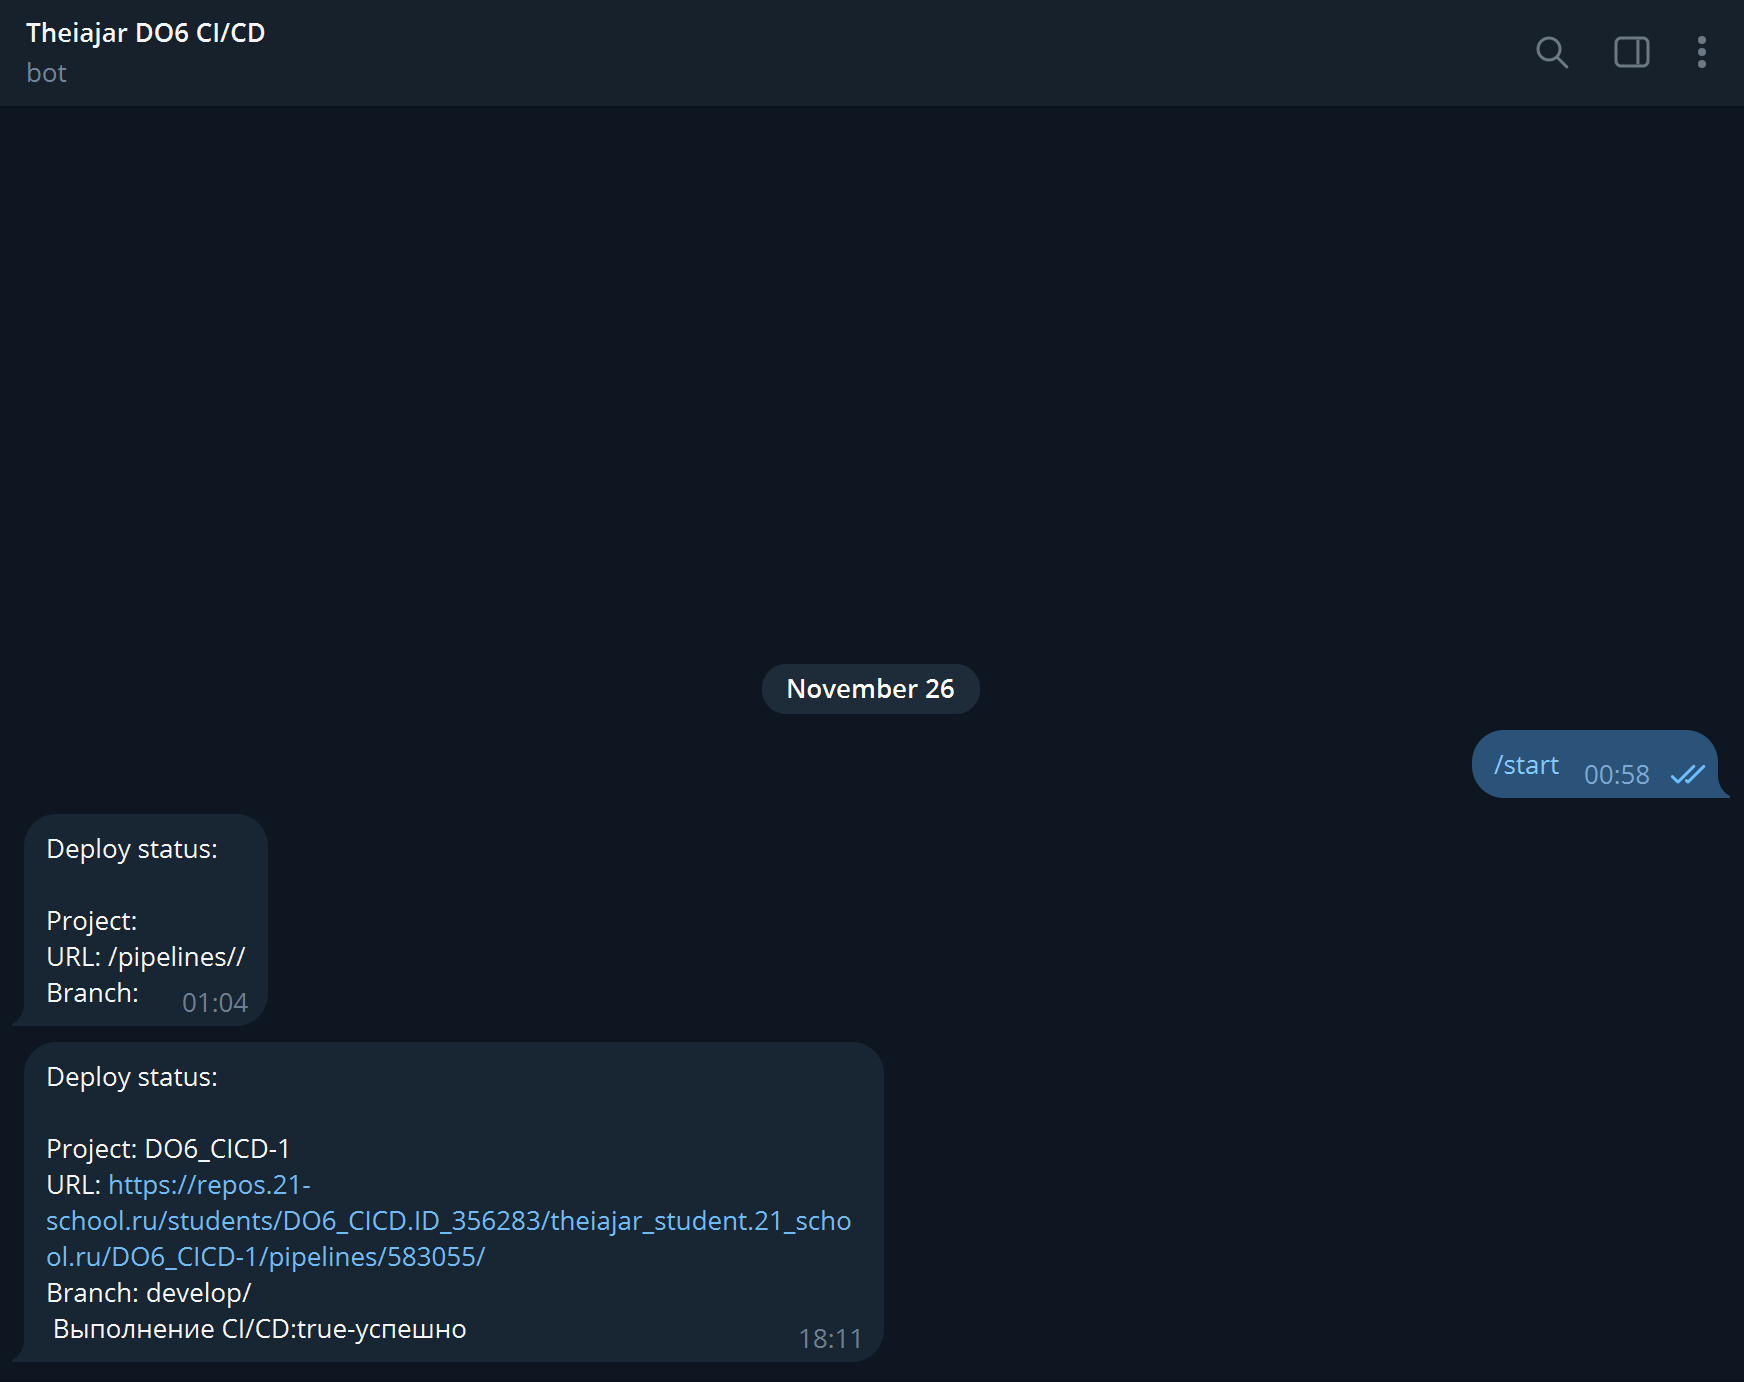 Theiajar DO6 CI/CD
bot
November 26
/start 00:58
Deploy status:
Project:
URL: /pipelines//
Branch: 01:04
Deploy status:
Project: DO6_CICD-1
URL: https://repos.21-
school.ru/students/DO6_CICD.ID_356283/theiajar_student.21_scho
ol.ru/DO6_CICD-1/pipelines/583055/
Branch: develop/
Выполнение CI/CD:true-успешно 18:11